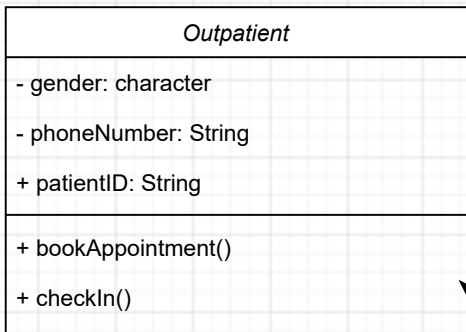 Outpatient
- gender: character
- phoneNumber: String
+ patientID: String
+ bookAppointment()
+ checkIn()